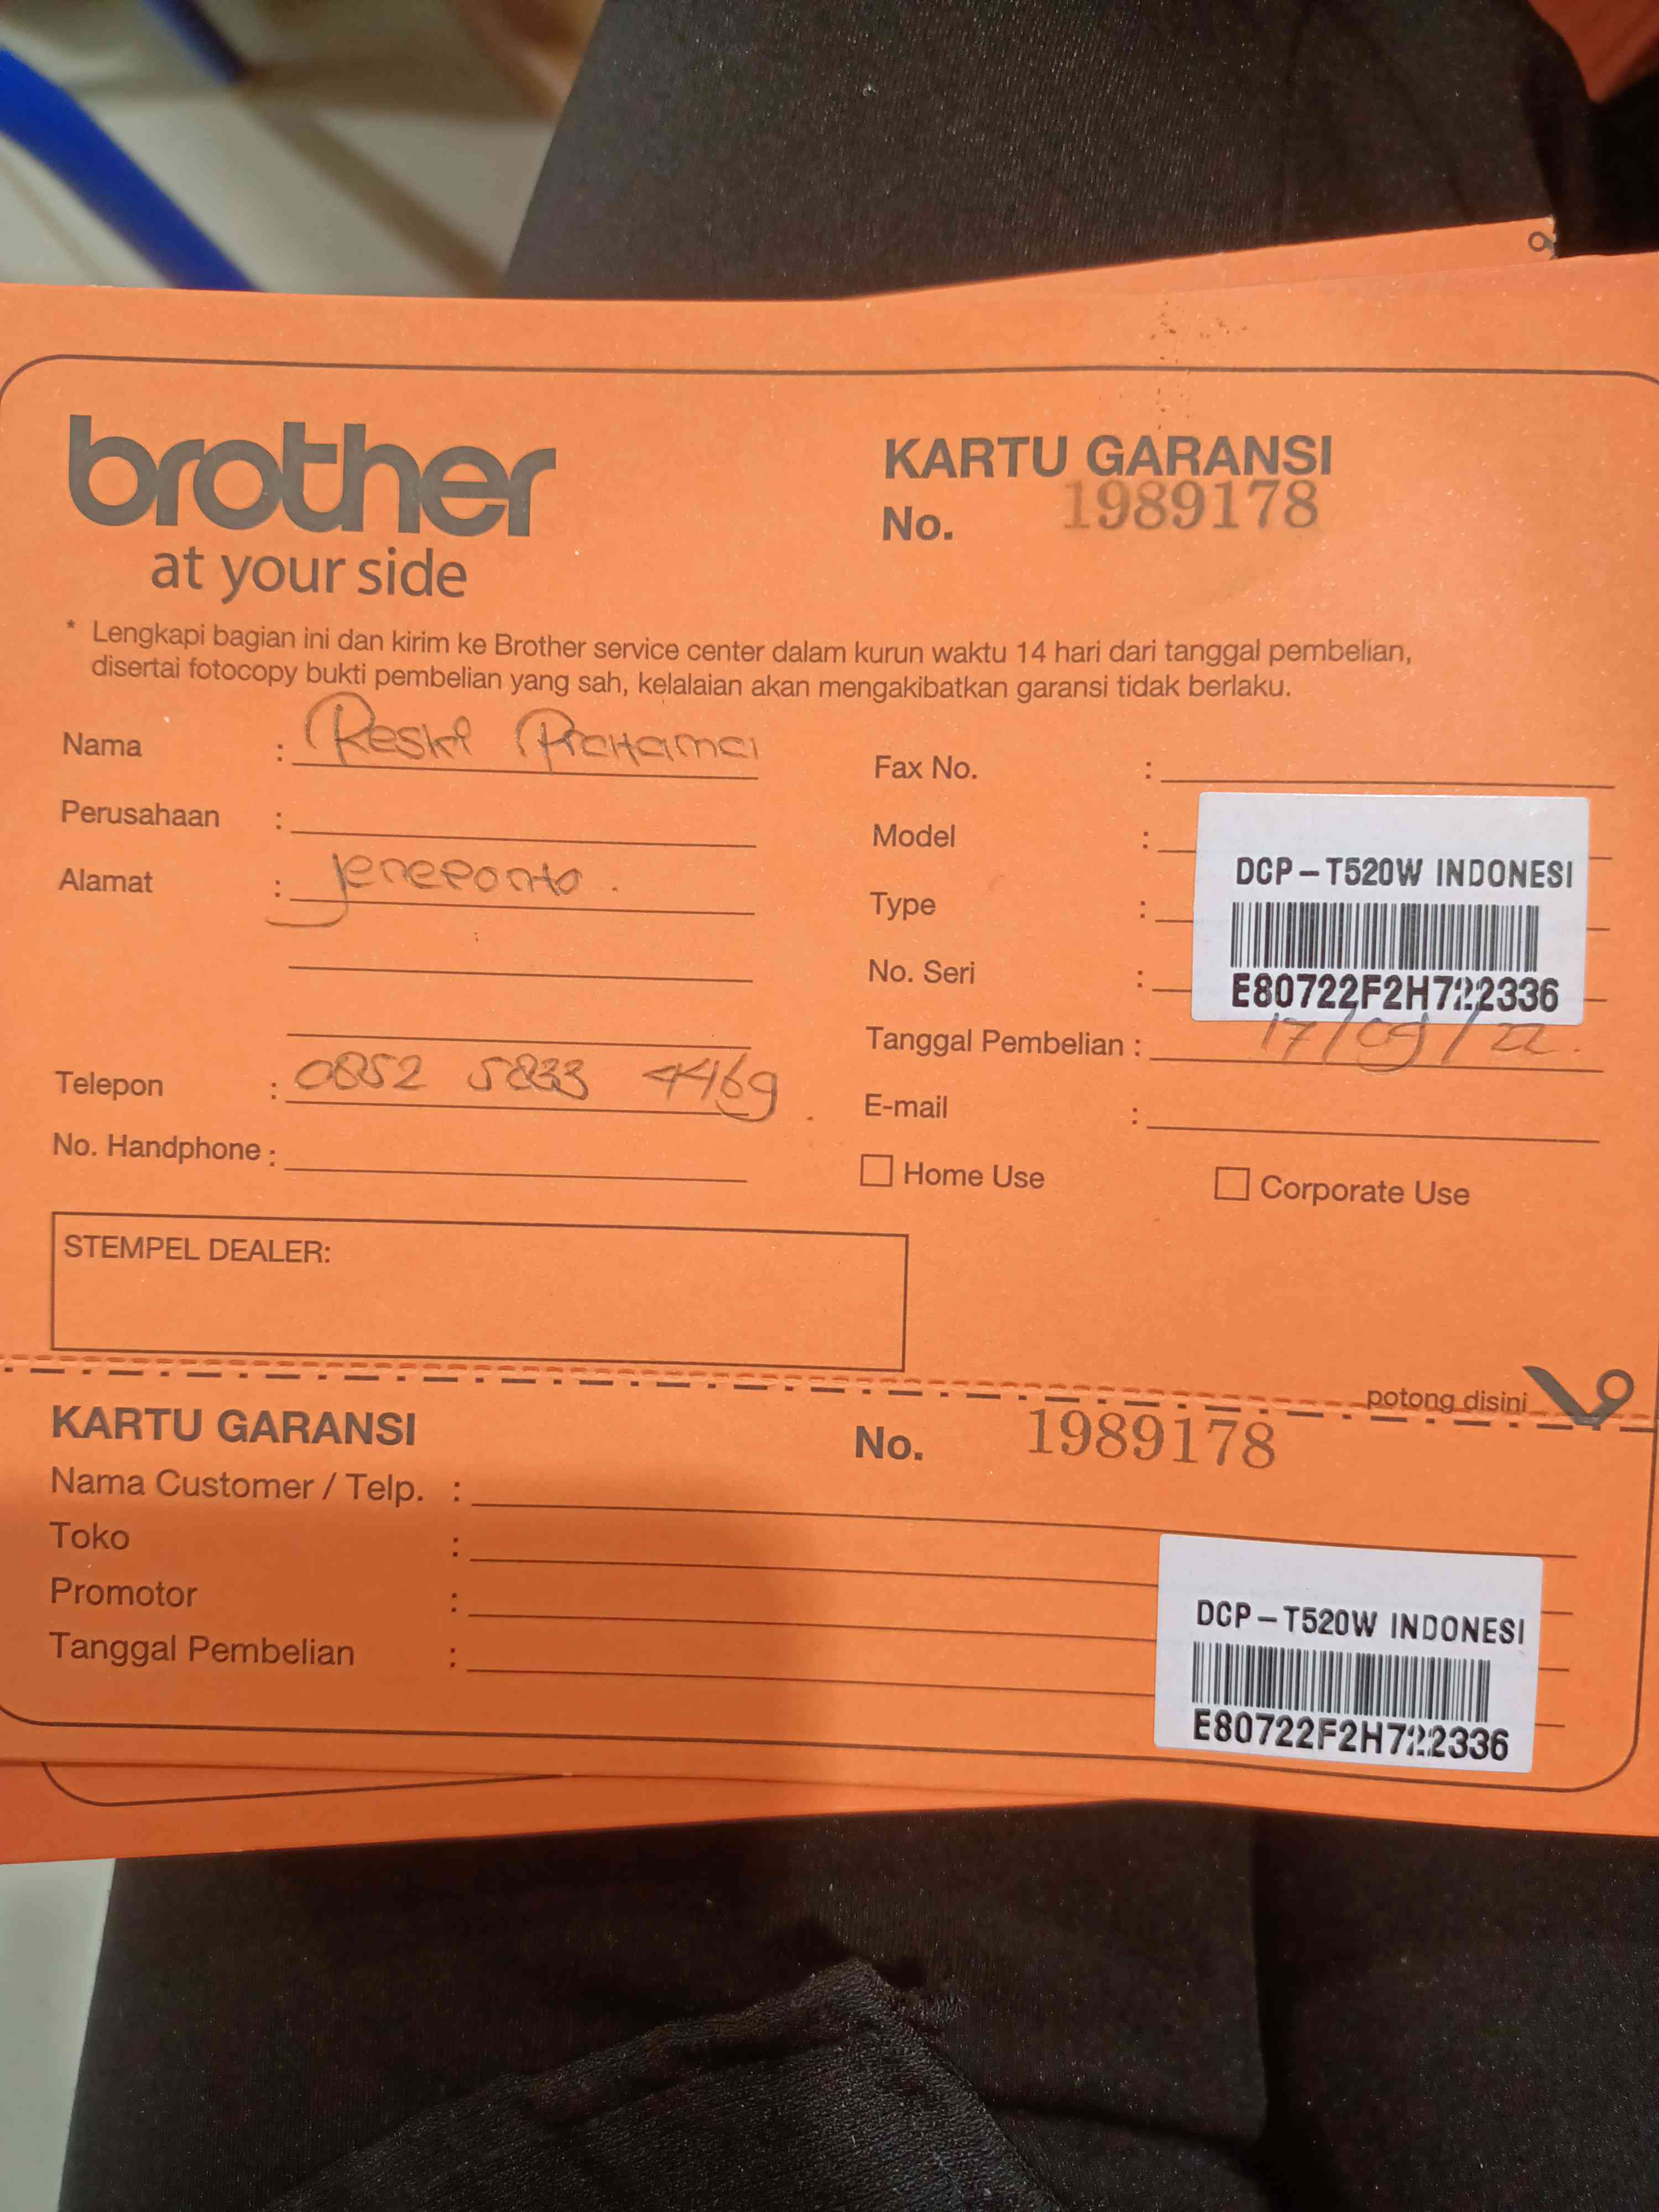 brother
at your side
KARTU GARANSI
No. 1989178
* Lengkapi bagian ini dan kirim ke Brother service center dalam kurun waktu 14 hari dari tanggal pembelian,
disertai fotocopy bukti pembelian yang sah, kelalaian akan mengakibatkan garansi tidak berlaku.
Nama : Reski Pratama
Perusahaan :
Alamat : Jeneponto.
Telepon : 0852 5833 4469
No. Handphone :
Fax No. :
Model :
Type :
No. Seri :
DCP-T520W INDONESI
E80722F2H722336
Tanggal Pembelian : 17/09/22.
E-mail :
Home Use Corporate Use
STEMPEL DEALER:
potong disini
KARTU GARANSI No. 1989178
Nama Customer / Telp. :
Toko :
Promotor :
Tanggal Pembelian :
DCP-T520W INDONESI
E80722F2H722336